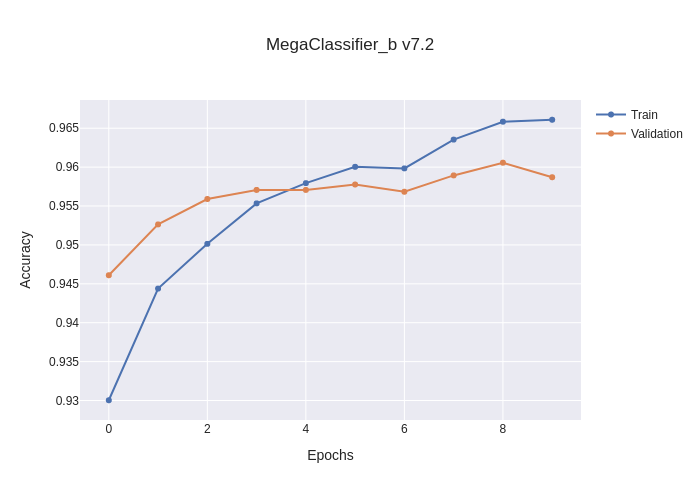 MegaClassifier_b v7.2
Train
Validation
0.965
0.96
0.955
0.95
0.945
0.94
0.935
0.93
Accuracy
0 2 4 6 8
Epochs